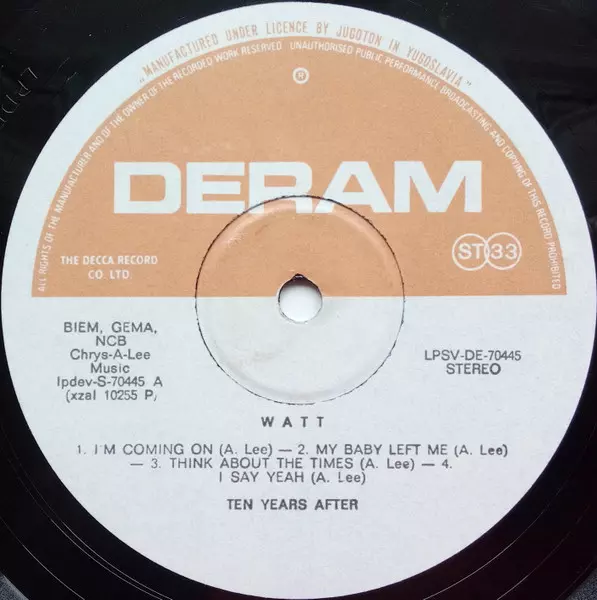 „MANUFACTURED UNDER LICENCE BY JUGOTON IN YUGOSLAVIA”
ALL RIGHTS OF THE MANUFACTURER AND OF THE OWNER OF THE RECORDED WORK RESERVED. UNAUTHORISED PUBLIC PERFORMANCE BROADCASTING AND COPYING OF THIS RECORD PROHIBITED
®
DERAM
THE DECCA RECORD
CO. LTD.
ST 33
BIEM, GEMA,
NCB
Chrys-A-Lee
Music
lpdev-S-70445 A
(xzal 10255 P)
LPSV-DE-70445
STEREO
WATT
1. I'M COMING ON (A. Lee) — 2. MY BABY LEFT ME (A. Lee)
— 3. THINK ABOUT THE TIMES (A. Lee) — 4.
I SAY YEAH (A. Lee)
TEN YEARS AFTER